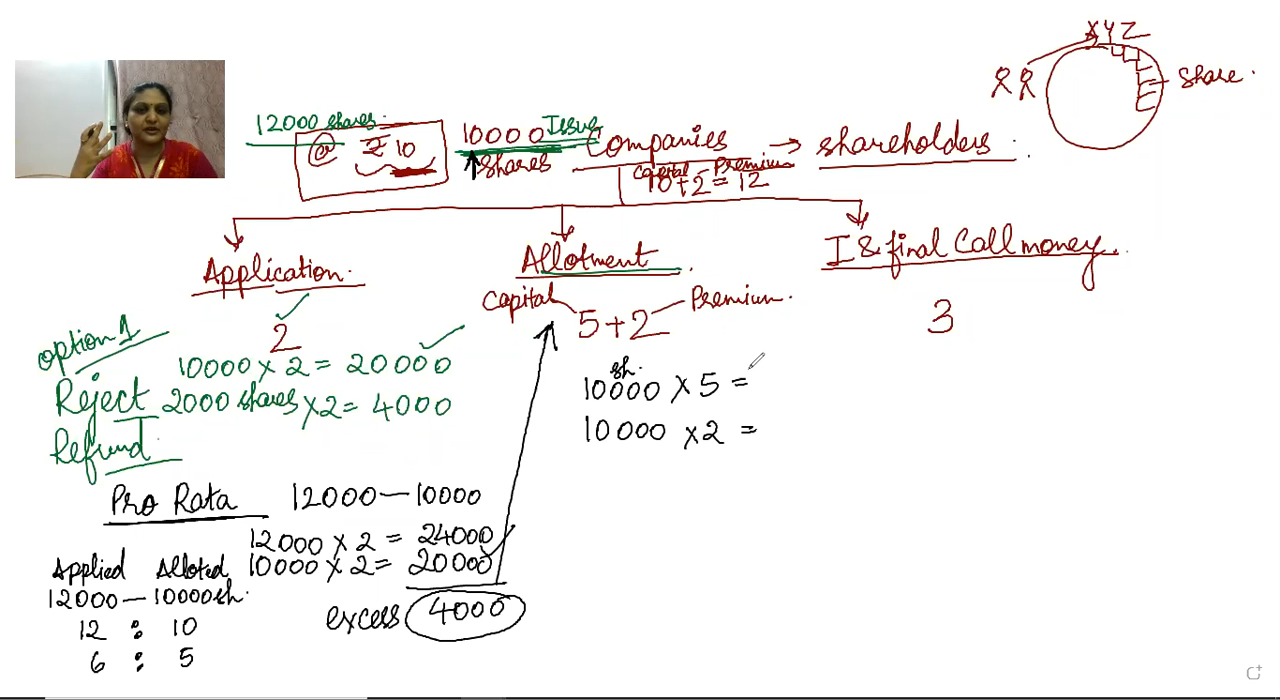 XYZ
Share.
12000 shares.
@ ₹ 10
10000 Issue
shares
Companies → shareholders
Capital Premium
10+2=12
Application.
Allotment
I & final Call money.
2
Capital
5+2
Premium.
3
option 1
10000 × 2 = 20000
Reject 2000 shares × 2 = 4000
Refund
sh.
10000 × 5 =
10000 × 2 =
Pro Rata 12000 — 10000
12000 × 2 = 24000
10000 × 2 = 20000
excess 4000
Applied Alloted
12000 — 10000sh.
12 : 10
6 : 5